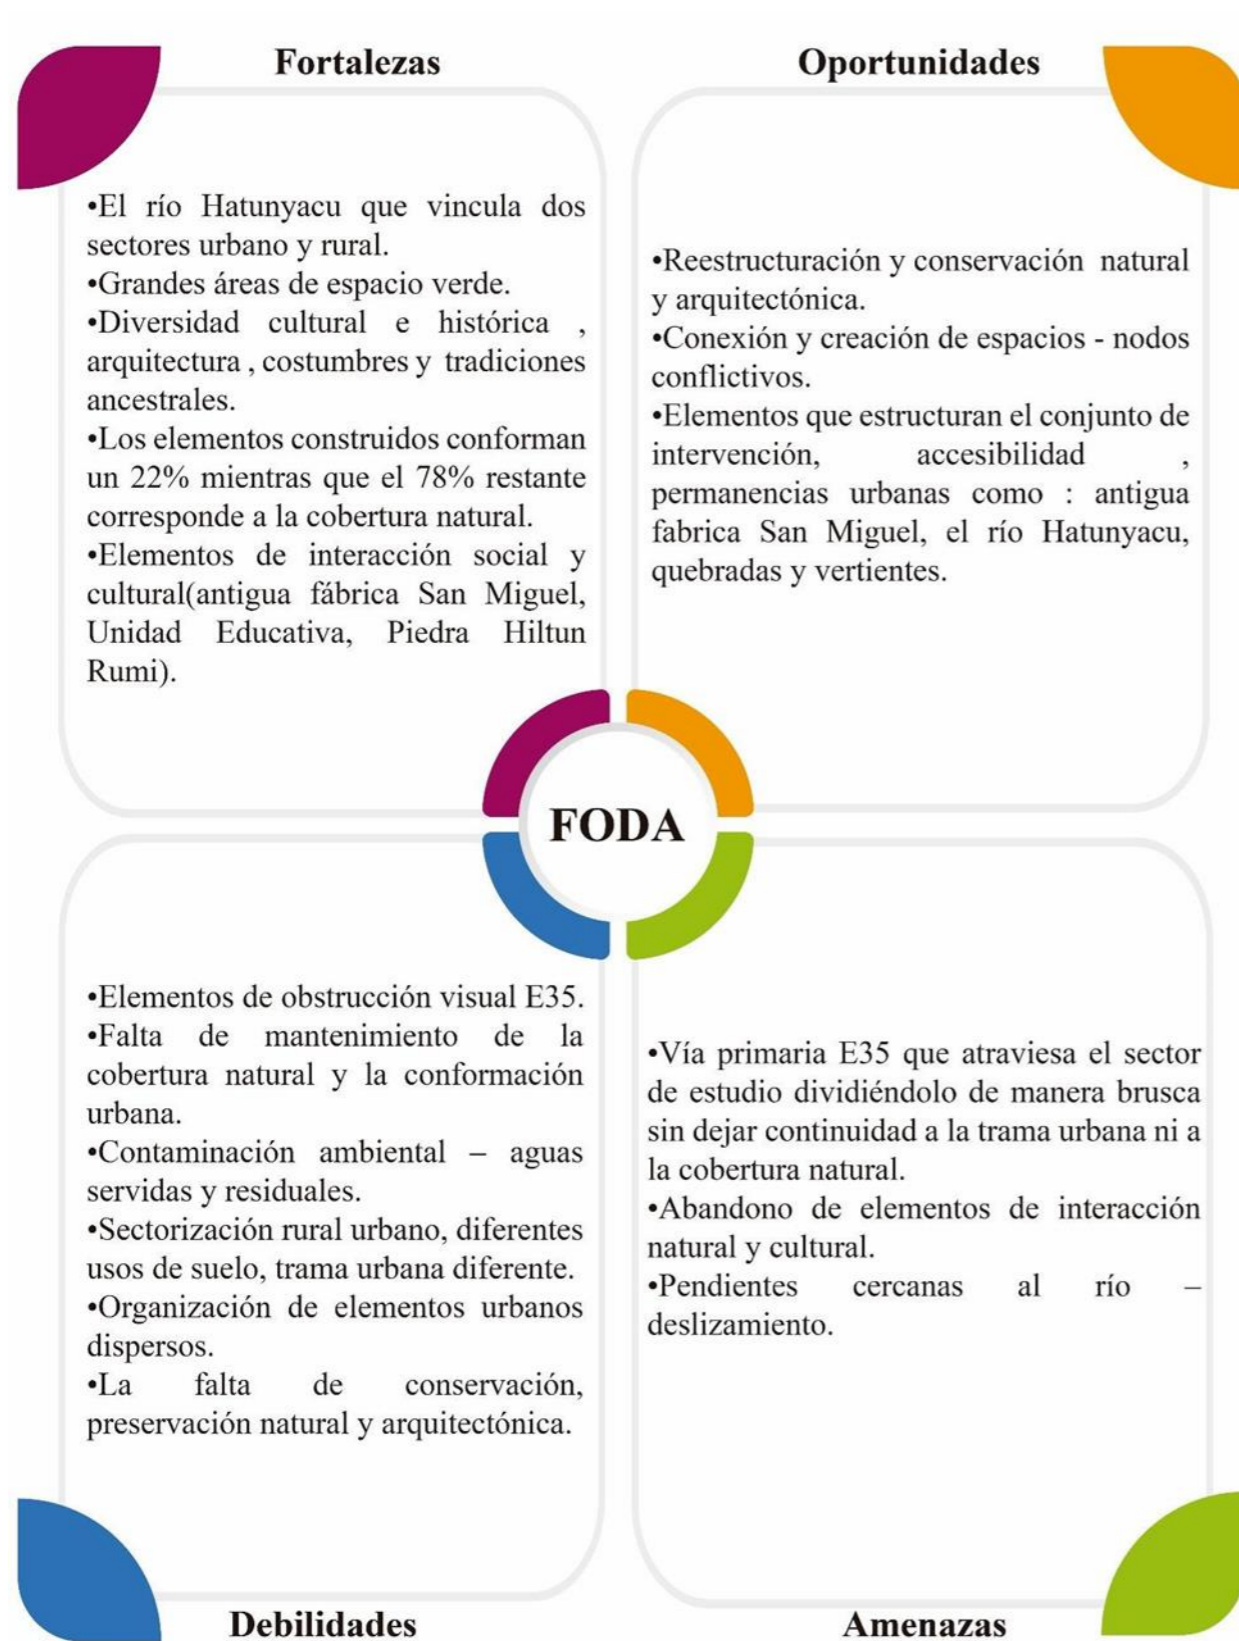 Fortalezas
•El río Hatunyacu que vincula dos
sectores urbano y rural.
•Grandes áreas de espacio verde.
•Diversidad cultural e histórica ,
arquitectura , costumbres y tradiciones
ancestrales.
•Los elementos construidos conforman
un 22% mientras que el 78% restante
corresponde a la cobertura natural.
•Elementos de interacción social y
cultural(antigua fábrica San Miguel,
Unidad Educativa, Piedra Hiltun
Rumi).
Oportunidades
•Reestructuración y conservación natural
y arquitectónica.
•Conexión y creación de espacios - nodos
conflictivos.
•Elementos que estructuran el conjunto de
intervención, accesibilidad ,
permanencias urbanas como : antigua
fabrica San Miguel, el río Hatunyacu,
quebradas y vertientes.
FODA
•Elementos de obstrucción visual E35.
•Falta de mantenimiento de la
cobertura natural y la conformación
urbana.
•Contaminación ambiental – aguas
servidas y residuales.
•Sectorización rural urbano, diferentes
usos de suelo, trama urbana diferente.
•Organización de elementos urbanos
dispersos.
•La falta de conservación,
preservación natural y arquitectónica.
Debilidades
•Vía primaria E35 que atraviesa el sector
de estudio dividiéndolo de manera brusca
sin dejar continuidad a la trama urbana ni a
la cobertura natural.
•Abandono de elementos de interacción
natural y cultural.
•Pendientes cercanas al río –
deslizamiento.
Amenazas